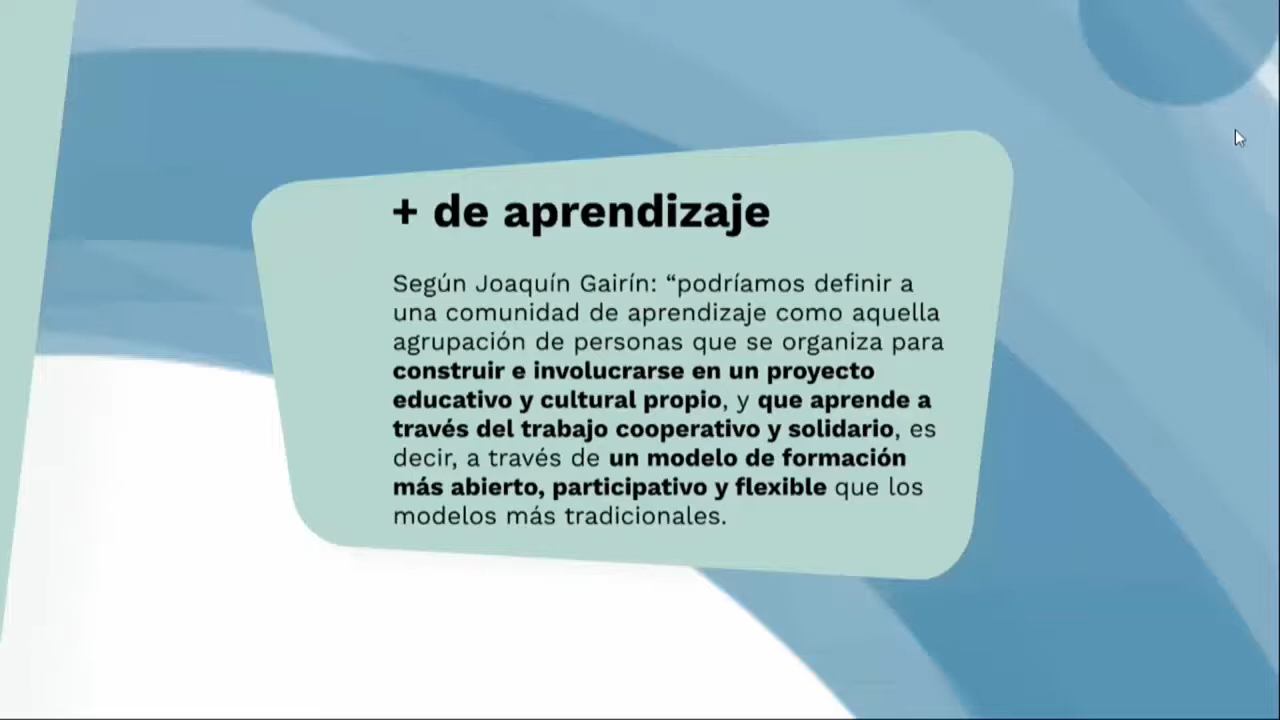 + de aprendizaje
Según Joaquín Gairín: “podríamos definir a
una comunidad de aprendizaje como aquella
agrupación de personas que se organiza para
construir e involucrarse en un proyecto
educativo y cultural propio, y que aprende a
través del trabajo cooperativo y solidario, es
decir, a través de un modelo de formación
más abierto, participativo y flexible que los
modelos más tradicionales.